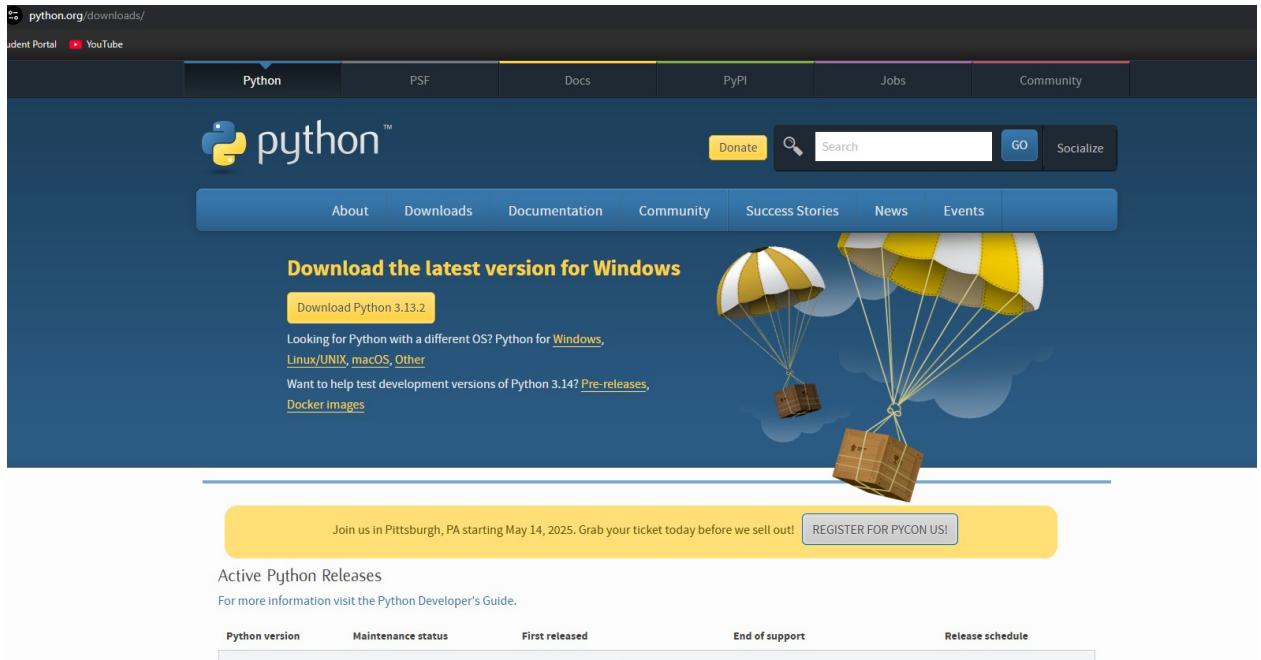 python.org/downloads/
udent Portal YouTube
Python PSF Docs PyPI Jobs Community
python™
Donate Search GO Socialize
About Downloads Documentation Community Success Stories News Events
Download the latest version for Windows
Download Python 3.13.2
Looking for Python with a different OS? Python for Windows,
Linux/UNIX, macOS, Other
Want to help test development versions of Python 3.14? Pre-releases,
Docker images
Join us in Pittsburgh, PA starting May 14, 2025. Grab your ticket today before we sell out! REGISTER FOR PYCON US!
Active Python Releases
For more information visit the Python Developer's Guide.
Python version Maintenance status First released End of support Release schedule